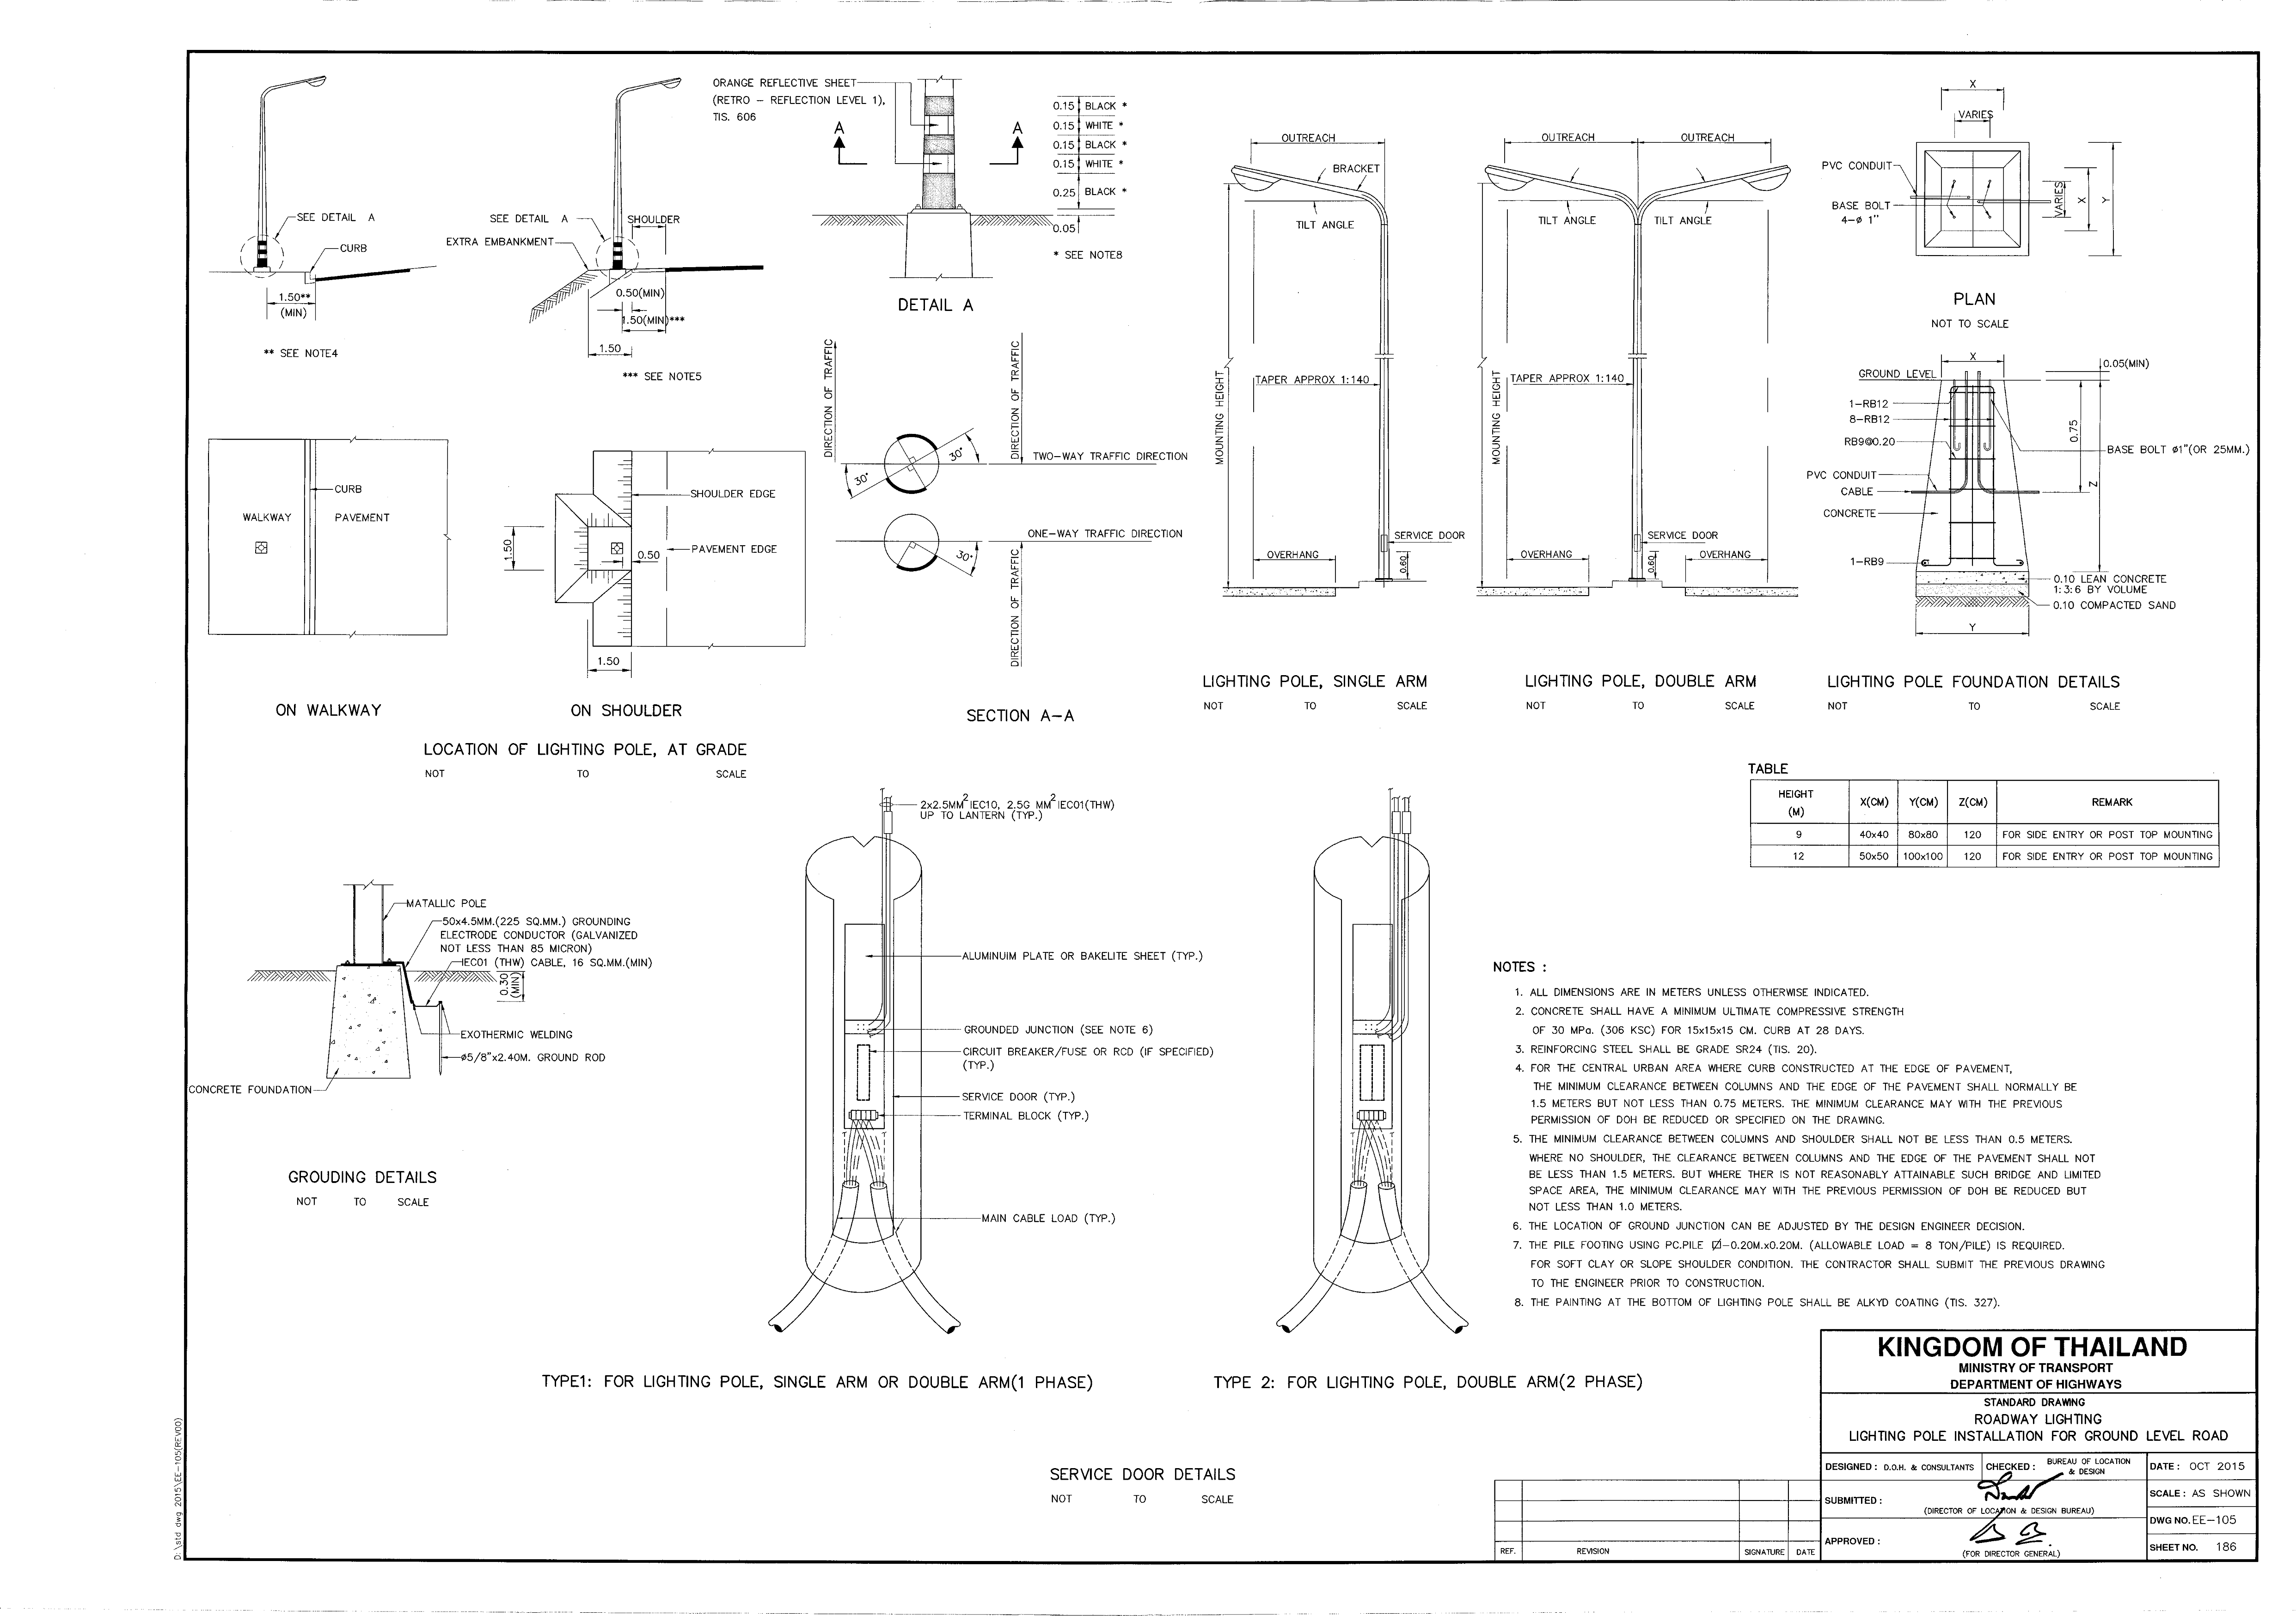 ORANGE REFLECTIVE SHEET
(RETRO – REFLECTION LEVEL 1),
TIS. 606
SEE DETAIL A
CURB
1.50**
(MIN)
** SEE NOTE4
SEE DETAIL A
SHOULDER
EXTRA EMBANKMENT
0.50(MIN)
1.50(MIN)***
1.50
*** SEE NOTE5
A
A
0.15 BLACK *
0.15 WHITE *
0.15 BLACK *
0.15 WHITE *
0.25 BLACK *
0.05
* SEE NOTE8
DETAIL A
WALKWAY
CURB
PAVEMENT
ON WALKWAY
SHOULDER EDGE
1.50
0.50
PAVEMENT EDGE
1.50
ON SHOULDER
LOCATION OF LIGHTING POLE, AT GRADE
NOT TO SCALE
DIRECTION OF TRAFFIC
DIRECTION OF TRAFFIC
30°
30°
TWO-WAY TRAFFIC DIRECTION
ONE-WAY TRAFFIC DIRECTION
30°
DIRECTION OF TRAFFIC
SECTION A-A
OUTREACH
BRACKET
TILT ANGLE
MOUNTING HEIGHT
TAPER APPROX 1:140
SERVICE DOOR
OVERHANG
0.60
LIGHTING POLE, SINGLE ARM
NOT TO SCALE
OUTREACH
OUTREACH
TILT ANGLE
TILT ANGLE
MOUNTING HEIGHT
TAPER APPROX 1:140
SERVICE DOOR
OVERHANG
0.60
OVERHANG
LIGHTING POLE, DOUBLE ARM
NOT TO SCALE
X
VARIES
PVC CONDUIT
BASE BOLT
4-ø 1"
VARIES
X
Y
PLAN
NOT TO SCALE
X
0.05(MIN)
GROUND LEVEL
1-RB12
8-RB12
RB9@0.20
0.75
BASE BOLT ø1"(OR 25MM.)
PVC CONDUIT
CABLE
Z
CONCRETE
1-RB9
0.10 LEAN CONCRETE
1:3:6 BY VOLUME
0.10 COMPACTED SAND
Y
LIGHTING POLE FOUNDATION DETAILS
NOT TO SCALE
TABLE
HEIGHT (M) X(CM) Y(CM) Z(CM) REMARK
9 40x40 80x80 120 FOR SIDE ENTRY OR POST TOP MOUNTING
12 50x50 100x100 120 FOR SIDE ENTRY OR POST TOP MOUNTING
MATALLIC POLE
50x4.5MM.(225 SQ.MM.) GROUNDING
ELECTRODE CONDUCTOR (GALVANIZED
NOT LESS THAN 85 MICRON)
IEC01 (THW) CABLE, 16 SQ.MM.(MIN)
0.30
(MIN)
EXOTHERMIC WELDING
ø5/8"x2.40M. GROUND ROD
CONCRETE FOUNDATION
GROUDING DETAILS
NOT TO SCALE
2x2.5MM² IEC10, 2.5G MM² IEC01(THW)
UP TO LANTERN (TYP.)
ALUMINUIM PLATE OR BAKELITE SHEET (TYP.)
GROUNDED JUNCTION (SEE NOTE 6)
CIRCUIT BREAKER/FUSE OR RCD (IF SPECIFIED)
(TYP.)
SERVICE DOOR (TYP.)
TERMINAL BLOCK (TYP.)
MAIN CABLE LOAD (TYP.)
TYPE1: FOR LIGHTING POLE, SINGLE ARM OR DOUBLE ARM(1 PHASE)
TYPE 2: FOR LIGHTING POLE, DOUBLE ARM(2 PHASE)
SERVICE DOOR DETAILS
NOT TO SCALE
NOTES :
1. ALL DIMENSIONS ARE IN METERS UNLESS OTHERWISE INDICATED.
2. CONCRETE SHALL HAVE A MINIMUM ULTIMATE COMPRESSIVE STRENGTH
OF 30 MPa. (306 KSC) FOR 15x15x15 CM. CURB AT 28 DAYS.
3. REINFORCING STEEL SHALL BE GRADE SR24 (TIS. 20).
4. FOR THE CENTRAL URBAN AREA WHERE CURB CONSTRUCTED AT THE EDGE OF PAVEMENT,
THE MINIMUM CLEARANCE BETWEEN COLUMNS AND THE EDGE OF THE PAVEMENT SHALL NORMALLY BE
1.5 METERS BUT NOT LESS THAN 0.75 METERS. THE MINIMUM CLEARANCE MAY WITH THE PREVIOUS
PERMISSION OF DOH BE REDUCED OR SPECIFIED ON THE DRAWING.
5. THE MINIMUM CLEARANCE BETWEEN COLUMNS AND SHOULDER SHALL NOT BE LESS THAN 0.5 METERS.
WHERE NO SHOULDER, THE CLEARANCE BETWEEN COLUMNS AND THE EDGE OF THE PAVEMENT SHALL NOT
BE LESS THAN 1.5 METERS. BUT WHERE THER IS NOT REASONABLY ATTAINABLE SUCH BRIDGE AND LIMITED
SPACE AREA, THE MINIMUM CLEARANCE MAY WITH THE PREVIOUS PERMISSION OF DOH BE REDUCED BUT
NOT LESS THAN 1.0 METERS.
6. THE LOCATION OF GROUND JUNCTION CAN BE ADJUSTED BY THE DESIGN ENGINEER DECISION.
7. THE PILE FOOTING USING PC.PILE -0.20M.x0.20M. (ALLOWABLE LOAD = 8 TON/PILE) IS REQUIRED.
FOR SOFT CLAY OR SLOPE SHOULDER CONDITION. THE CONTRACTOR SHALL SUBMIT THE PREVIOUS DRAWING
TO THE ENGINEER PRIOR TO CONSTRUCTION.
8. THE PAINTING AT THE BOTTOM OF LIGHTING POLE SHALL BE ALKYD COATING (TIS. 327).
KINGDOM OF THAILAND
MINISTRY OF TRANSPORT
DEPARTMENT OF HIGHWAYS
STANDARD DRAWING
ROADWAY LIGHTING
LIGHTING POLE INSTALLATION FOR GROUND LEVEL ROAD
DESIGNED : D.O.H. & CONSULTANTS
CHECKED : BUREAU OF LOCATION & DESIGN
DATE : OCT 2015
SUBMITTED :
(DIRECTOR OF LOCATION & DESIGN BUREAU)
SCALE : AS SHOWN
DWG NO. EE-105
APPROVED :
(FOR DIRECTOR GENERAL)
SHEET NO. 186
REF. REVISION SIGNATURE DATE
D:\std dwg 2015\EE-105(REV00)